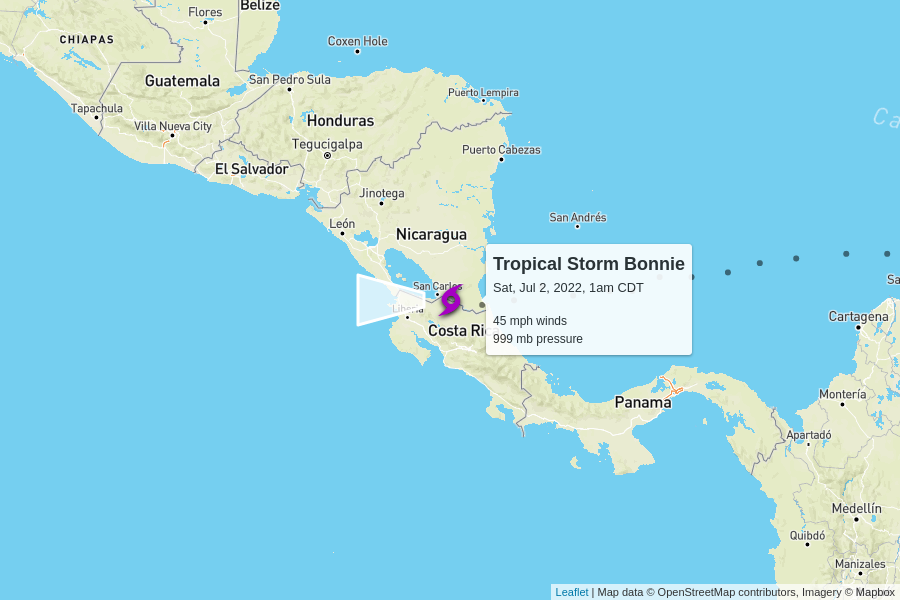 Belize
Flores
CHIAPAS
Coxen Hole
Guatemala
San Pedro Sula
Puerto Lempira
Tapachula
Villa Nueva City
Honduras
Tegucigalpa
Puerto Cabezas
El Salvador
Jinotega
San Andrés
León
Nicaragua
Tropical Storm Bonnie
Sat, Jul 2, 2022, 1am CDT
45 mph winds
999 mb pressure
San Carlos
Liberia
Costa Rica
Cartagena
Panama
Montería
Apartadó
Medellín
Quibdó
Manizales
Leaflet | Map data © OpenStreetMap contributors, Imagery © Mapbox